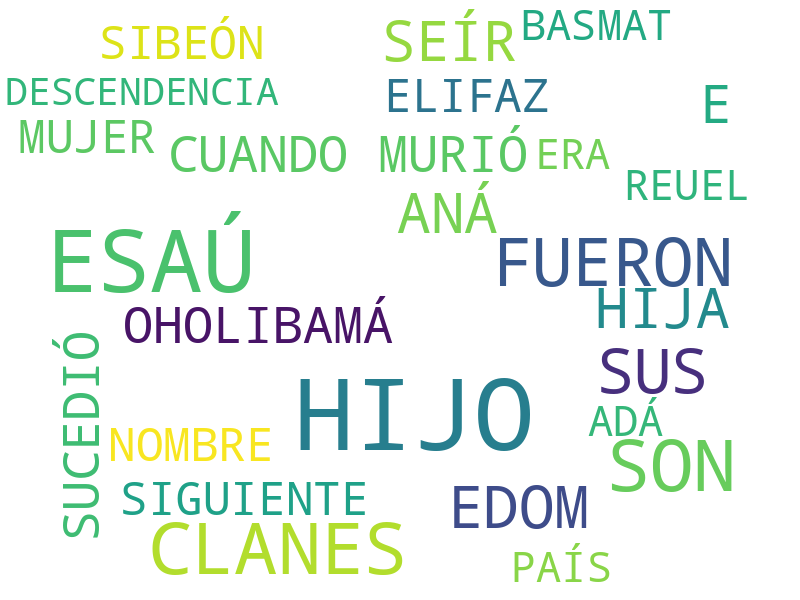 BASMAT
SIBEÓN
SEÍR
DESCENDENCIA
ELIFAZ
E
MUJER
CUANDO
MURIÓ
ERA
REUEL
ANÁ
ESAÚ
FUERON
HIJA
OHOLIBAMÁ
SUS
SUCEDIÓ
HIJO
ADÁ
NOMBRE
SON
SIGUIENTE
EDOM
CLANES
PAÍS